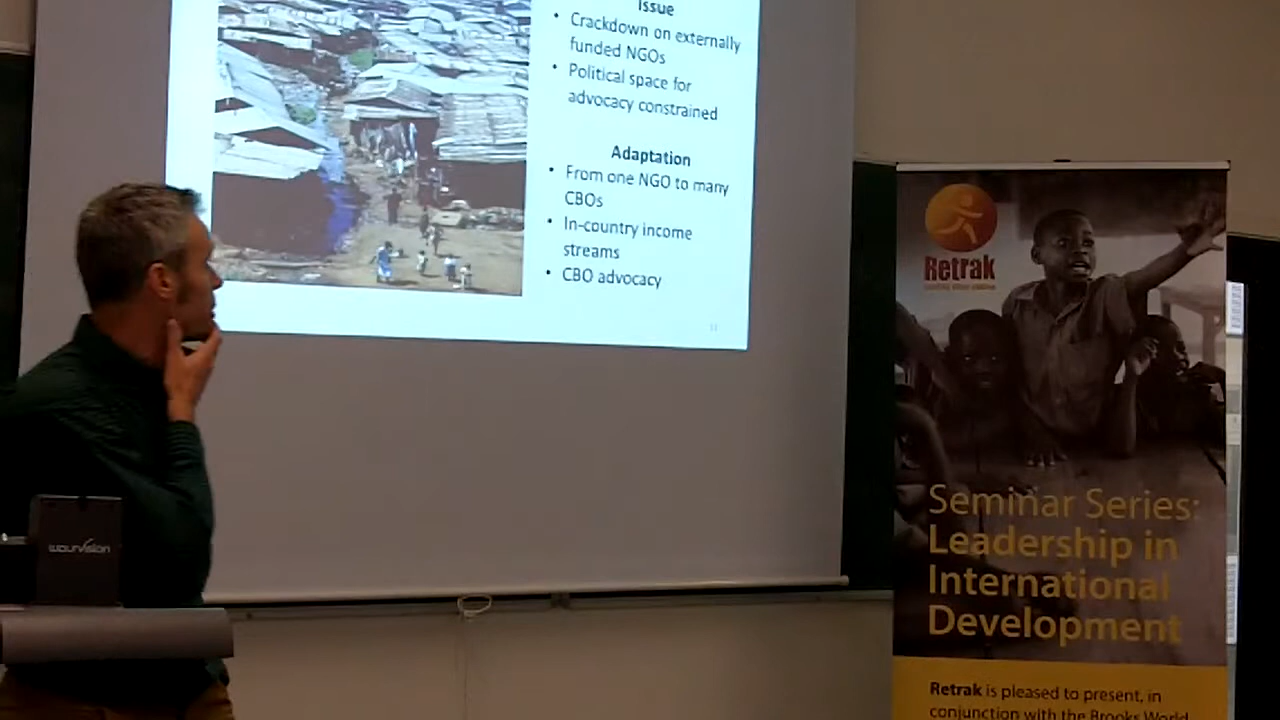 Issue
• Crackdown on externally
funded NGOs
• Political space for
advocacy constrained
Adaptation
• From one NGO to many
CBOs
• In-country income
streams
• CBO advocacy
Retrak
wolfvision
Seminar Series:
Leadership in
International
Development
Retrak is pleased to present, in
conjunction with the Brooks World